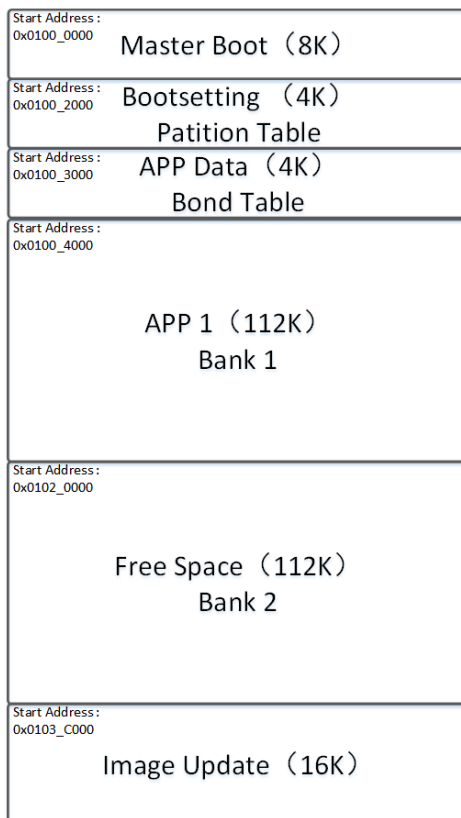 Start Address:
0x0100_0000
Master Boot（8K）
Start Address:
0x0100_2000
Bootsetting （4K）
Patition Table
Start Address:
0x0100_3000
APP Data（4K）
Bond Table
Start Address:
0x0100_4000
APP 1（112K）
Bank 1
Start Address:
0x0102_0000
Free Space（112K）
Bank 2
Start Address:
0x0103_C000
Image Update（16K）